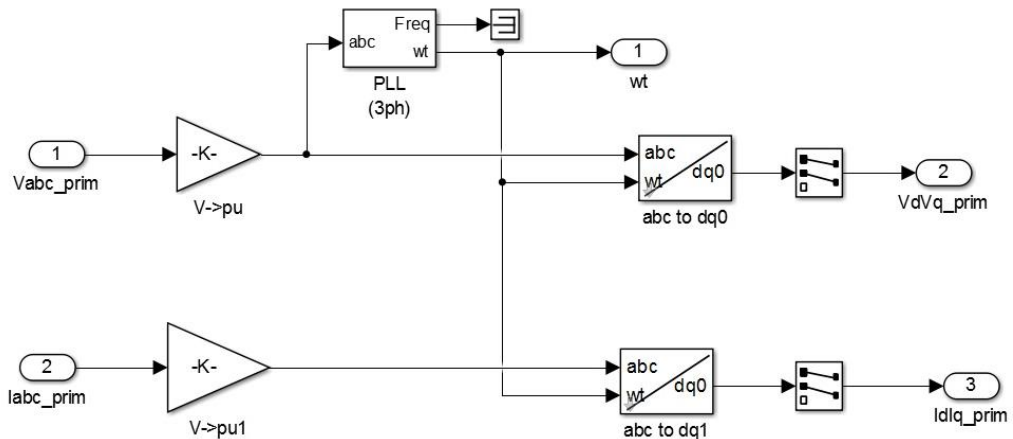 Freq
abc
wt
PLL
(3ph)
1
wt
1
Vabc_prim
-K-
V->pu
abc
wt
dq0
abc to dq0
2
VdVq_prim
2
Iabc_prim
-K-
V->pu1
abc
wt
dq0
abc to dq1
3
IdIq_prim